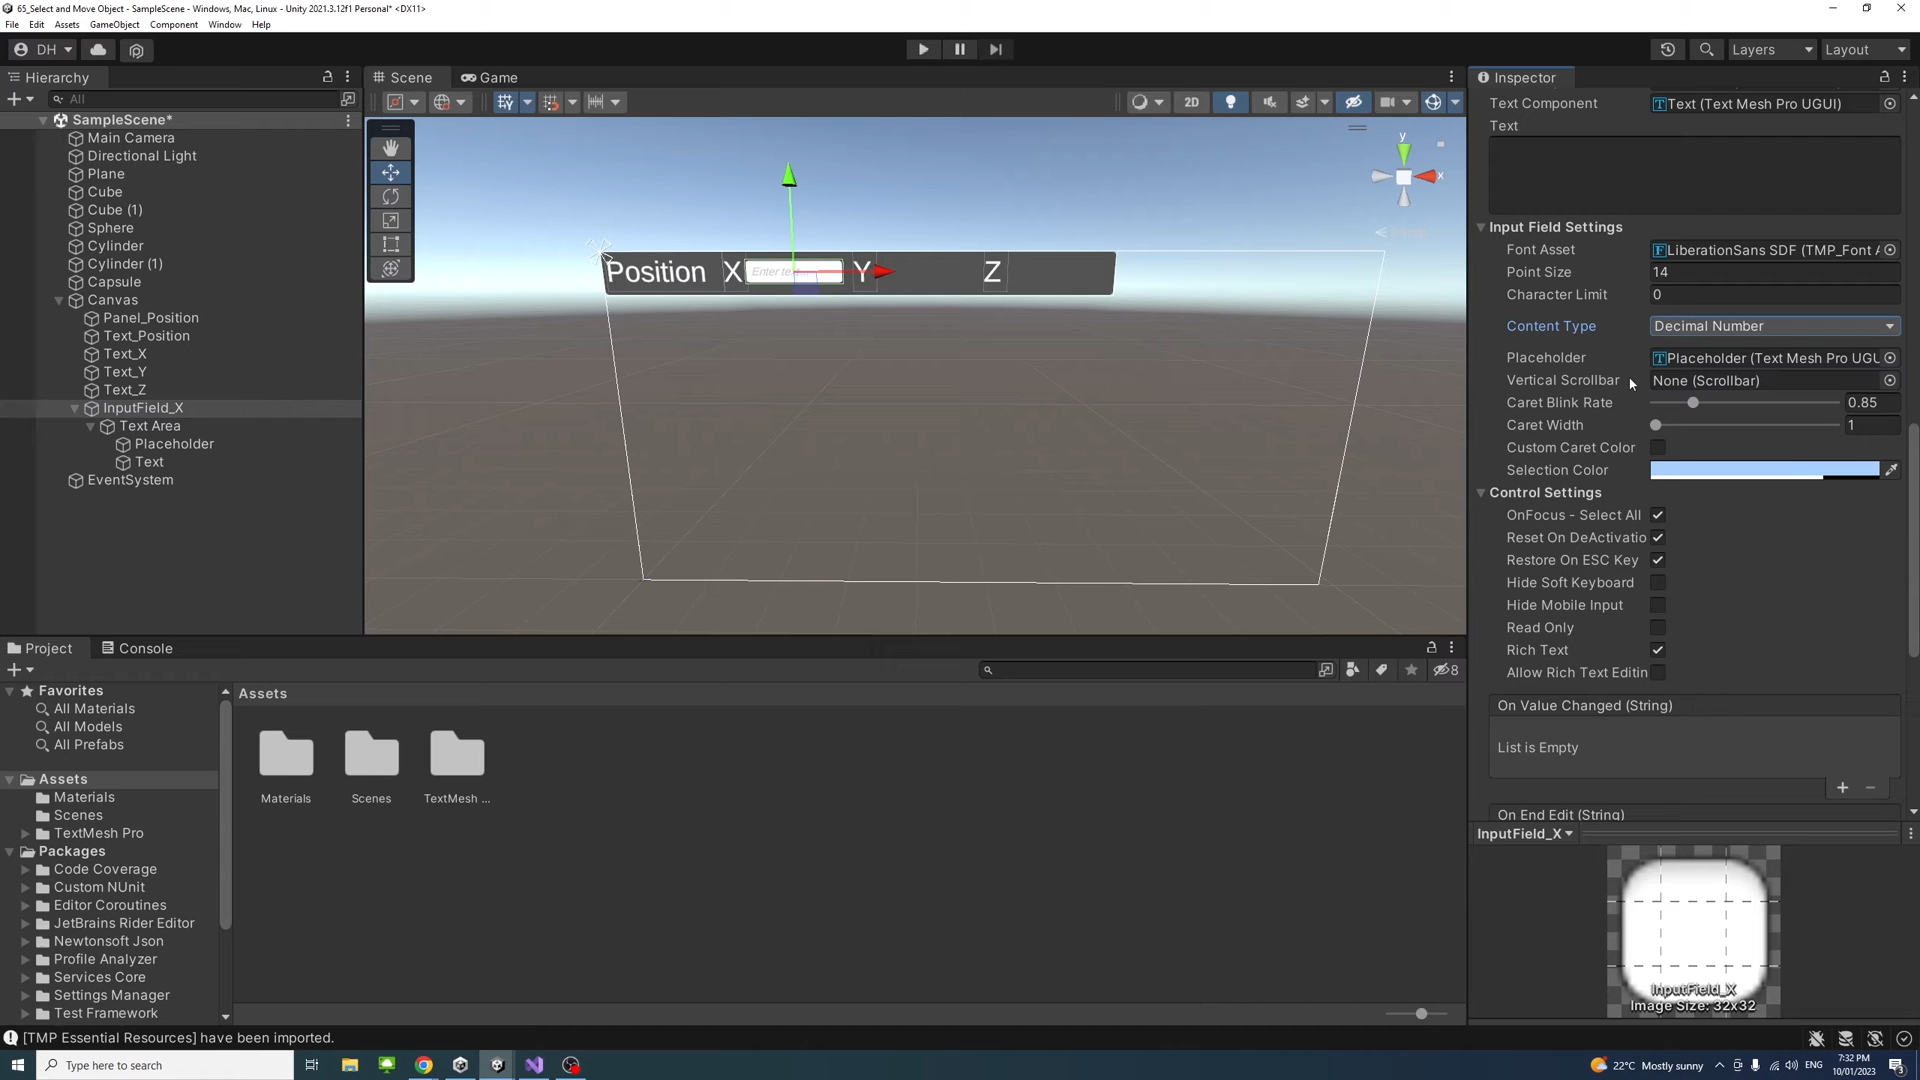 65_Select and Move Object - SampleScene - Windows, Mac, Linux - Unity 2021.3.12f1 Personal* <DX11>
File Edit Assets GameObject Component Window Help
DH Layers Layout
Hierarchy
All
SampleScene*
Main Camera
Directional Light
Plane
Cube
Cube (1)
Sphere
Cylinder
Cylinder (1)
Capsule
Canvas
Panel_Position
Text_Position
Text_X
Text_Y
Text_Z
InputField_X
Text Area
Placeholder
Text
EventSystem
Scene Game
2D
y
x
Position X Enter text... Y Z
Inspector
Text Component Text (Text Mesh Pro UGUI)
Text
Input Field Settings
Font Asset LiberationSans SDF (TMP_Font A
Point Size 14
Character Limit 0
Content Type Decimal Number
Placeholder Placeholder (Text Mesh Pro UGU
Vertical Scrollbar None (Scrollbar)
Caret Blink Rate 0.85
Caret Width 1
Custom Caret Color
Selection Color
Control Settings
OnFocus - Select All
Reset On DeActivatio
Restore On ESC Key
Hide Soft Keyboard
Hide Mobile Input
Read Only
Rich Text
Allow Rich Text Editin
On Value Changed (String)
List is Empty
On End Edit (String)
InputField_X
InputField_X
Image Size: 32x32
Project Console
8
Favorites
All Materials
All Models
All Prefabs
Assets
Materials
Scenes
TextMesh Pro
Packages
Code Coverage
Custom NUnit
Editor Coroutines
JetBrains Rider Editor
Newtonsoft Json
Profile Analyzer
Services Core
Settings Manager
Test Framework
Assets
Materials Scenes TextMesh ...
[TMP Essential Resources] have been imported.
Type here to search
22°C Mostly sunny ENG
7:32 PM
10/01/2023
3